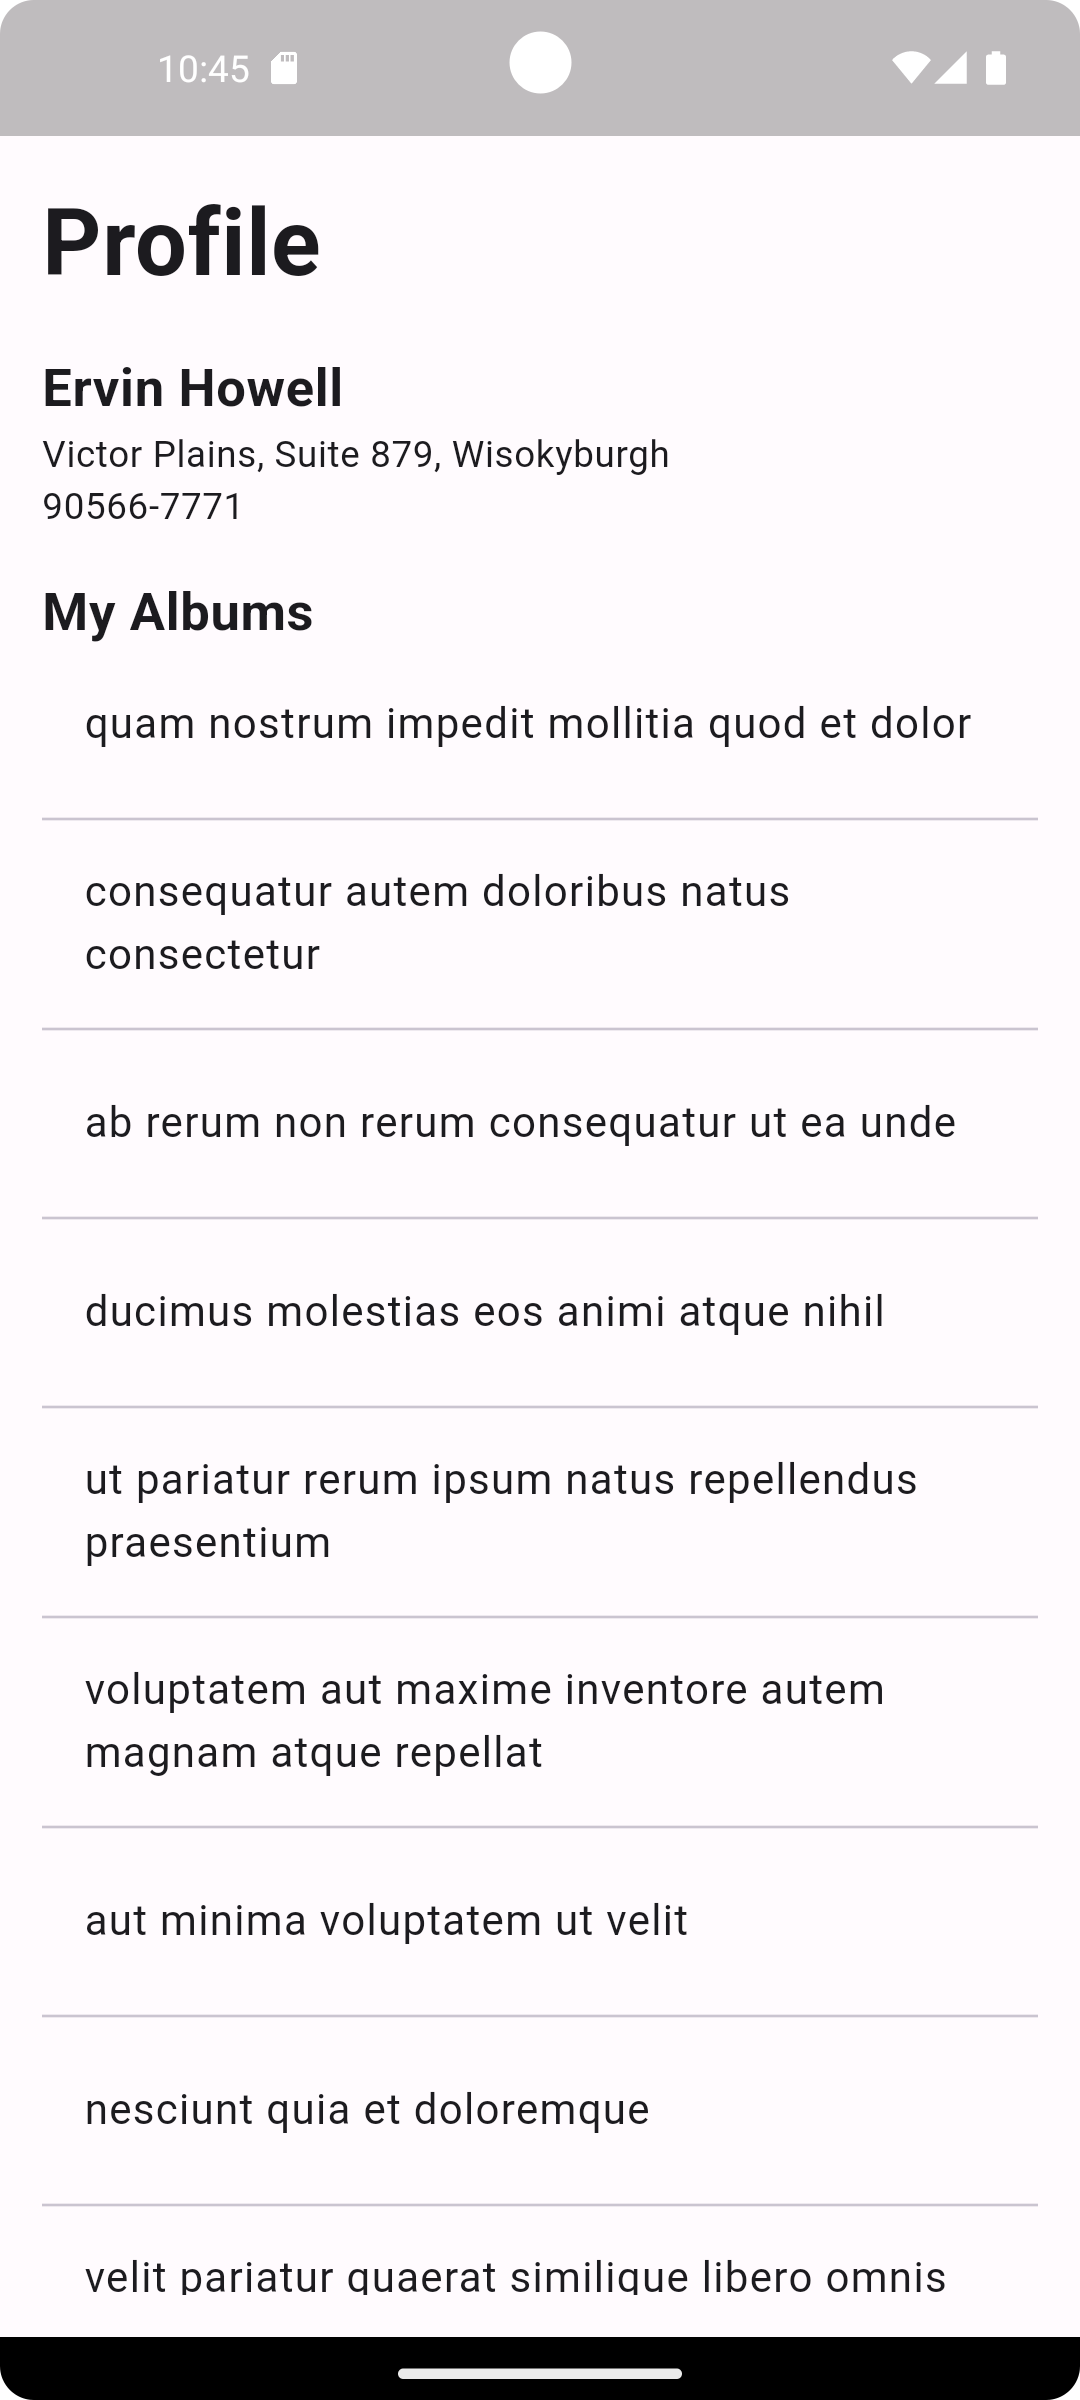 10:45
Profile
Ervin Howell
Victor Plains, Suite 879, Wisokyburgh
90566-7771
My Albums
quam nostrum impedit mollitia quod et dolor
consequatur autem doloribus natus
consectetur
ab rerum non rerum consequatur ut ea unde
ducimus molestias eos animi atque nihil
ut pariatur rerum ipsum natus repellendus
praesentium
voluptatem aut maxime inventore autem
magnam atque repellat
aut minima voluptatem ut velit
nesciunt quia et doloremque
velit pariatur quaerat similique libero omnis